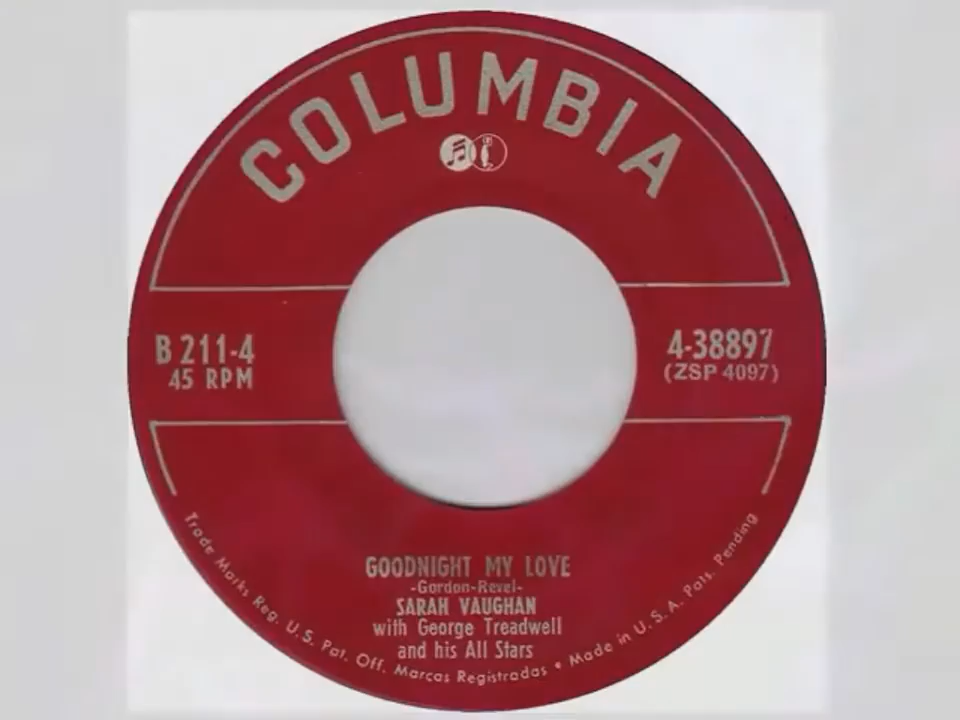 COLUMBIA
B 211-4
45 RPM
4-38897
(ZSP 4097)
GOODNIGHT MY LOVE
-Gordon-Revel-
SARAH VAUGHAN
with George Treadwell
and his All Stars
Trade Marks Reg. U.S. Pat. Off. Marcas Registradas • Made in U.S.A. Pats. Pending